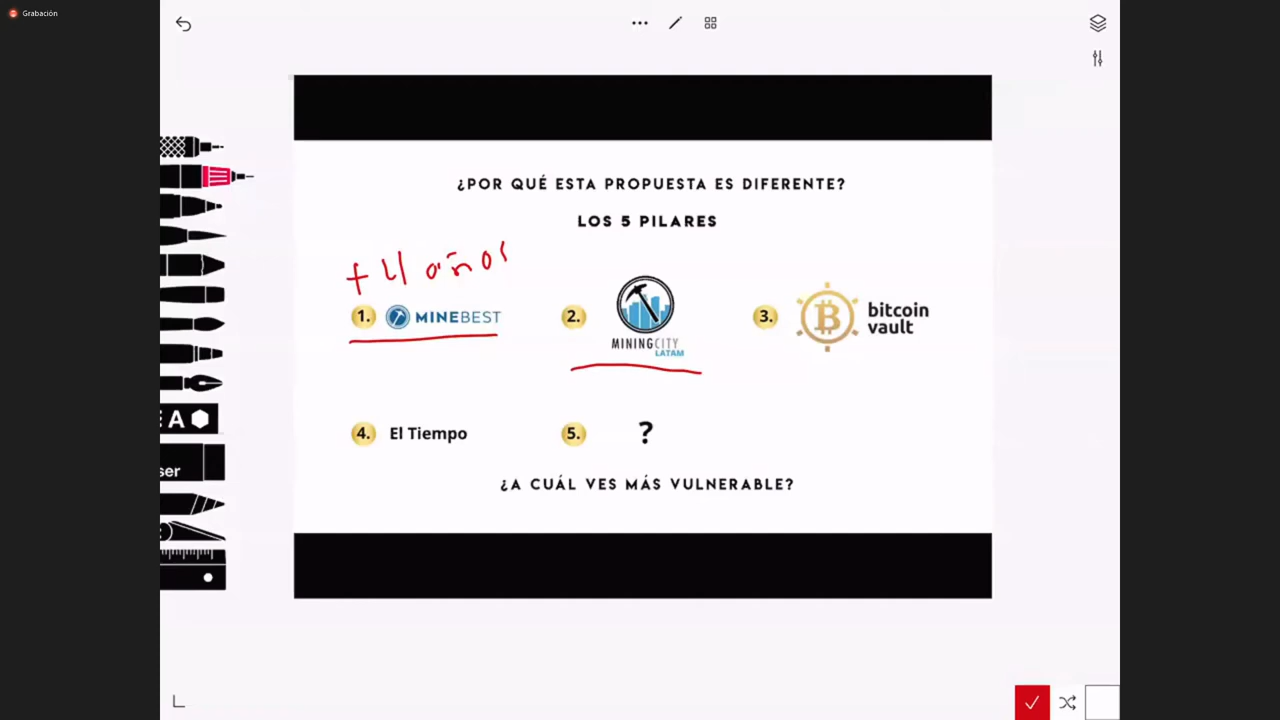 Grabación
¿POR QUÉ ESTA PROPUESTA ES DIFERENTE?
LOS 5 PILARES
+4 años
1. MINEBEST
2. MININGCITY
LATAM
3. bitcoin
vault
4. El Tiempo
5. ?
¿A CUÁL VES MÁS VULNERABLE?
A
ser